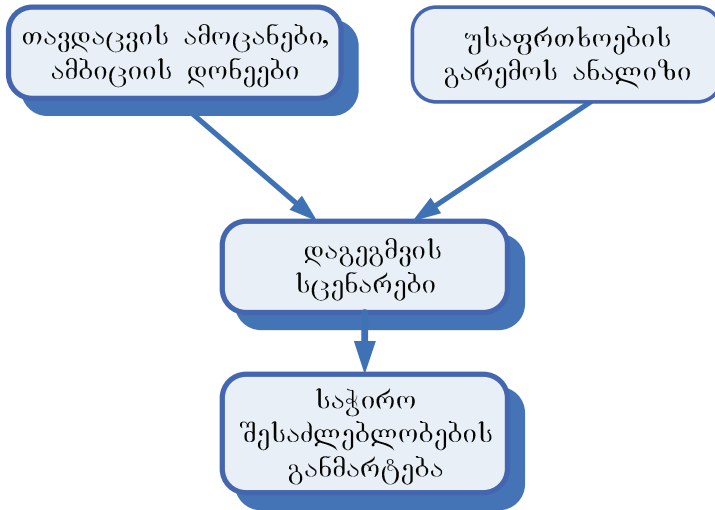 თავდაცვის ამოცანები,
ამბიციის დონეები
უსაფრთხოების
გარემოს ანალიზი
დაგეგმვის
სცენარები
საჭირო
შესაძლებლობების
განმარტება